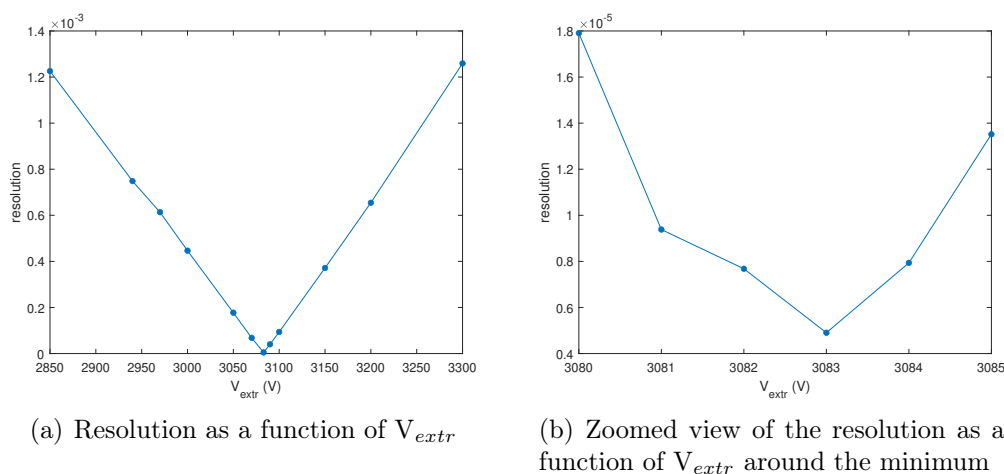 ×10⁻³
1.4
1.2
1
0.8
0.6
0.4
0.2
0
resolution
2850 2900 2950 3000 3050 3100 3150 3200 3250 3300
V_extr (V)
(a) Resolution as a function of V_extr
×10⁻⁵
1.8
1.6
1.4
1.2
1
0.8
0.6
0.4
resolution
3080 3081 3082 3083 3084 3085
V_extr (V)
(b) Zoomed view of the resolution as a
function of V_extr around the minimum